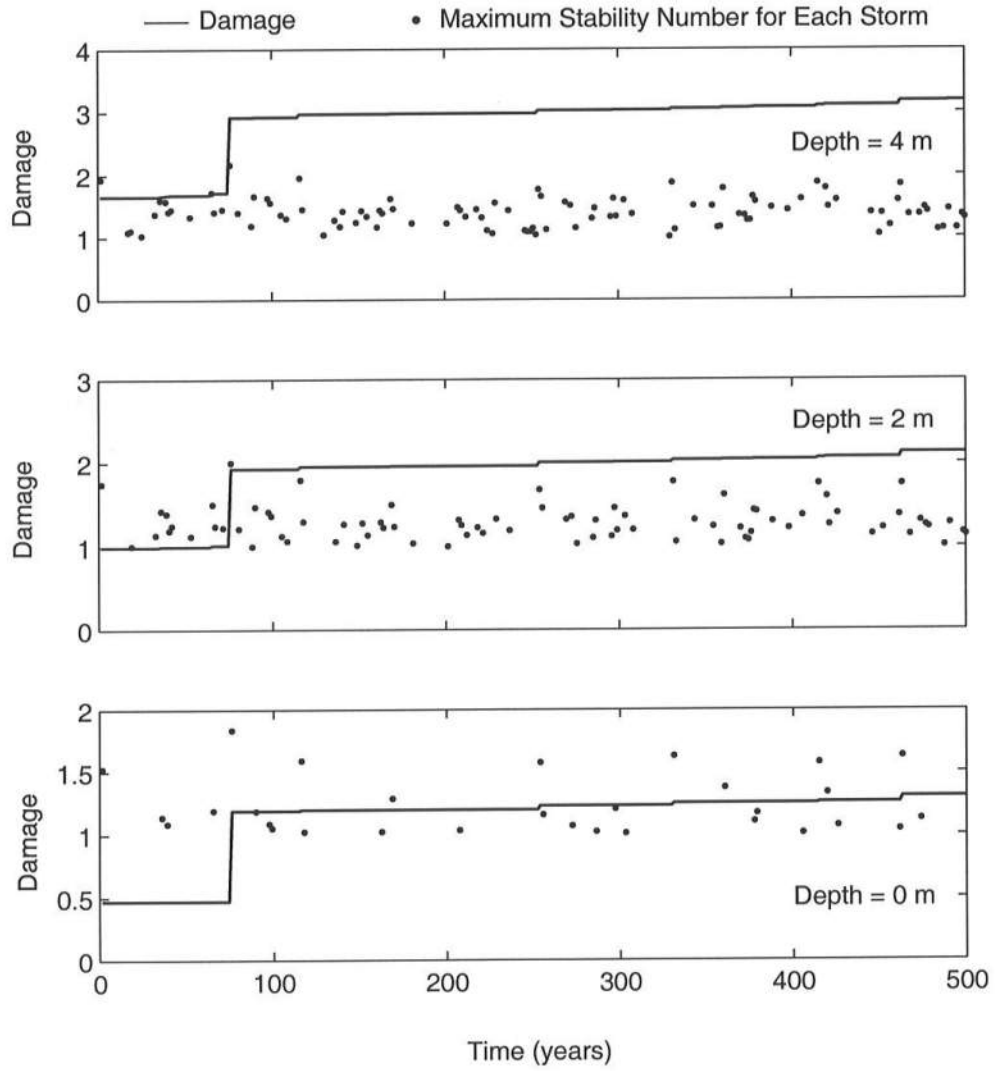 Damage Maximum Stability Number for Each Storm
4
3
Depth = 4 m
2
1
0
Damage
3
Depth = 2 m
2
1
0
Damage
2
1.5
1
0.5
Depth = 0 m
0
Damage
0 100 200 300 400 500
Time (years)